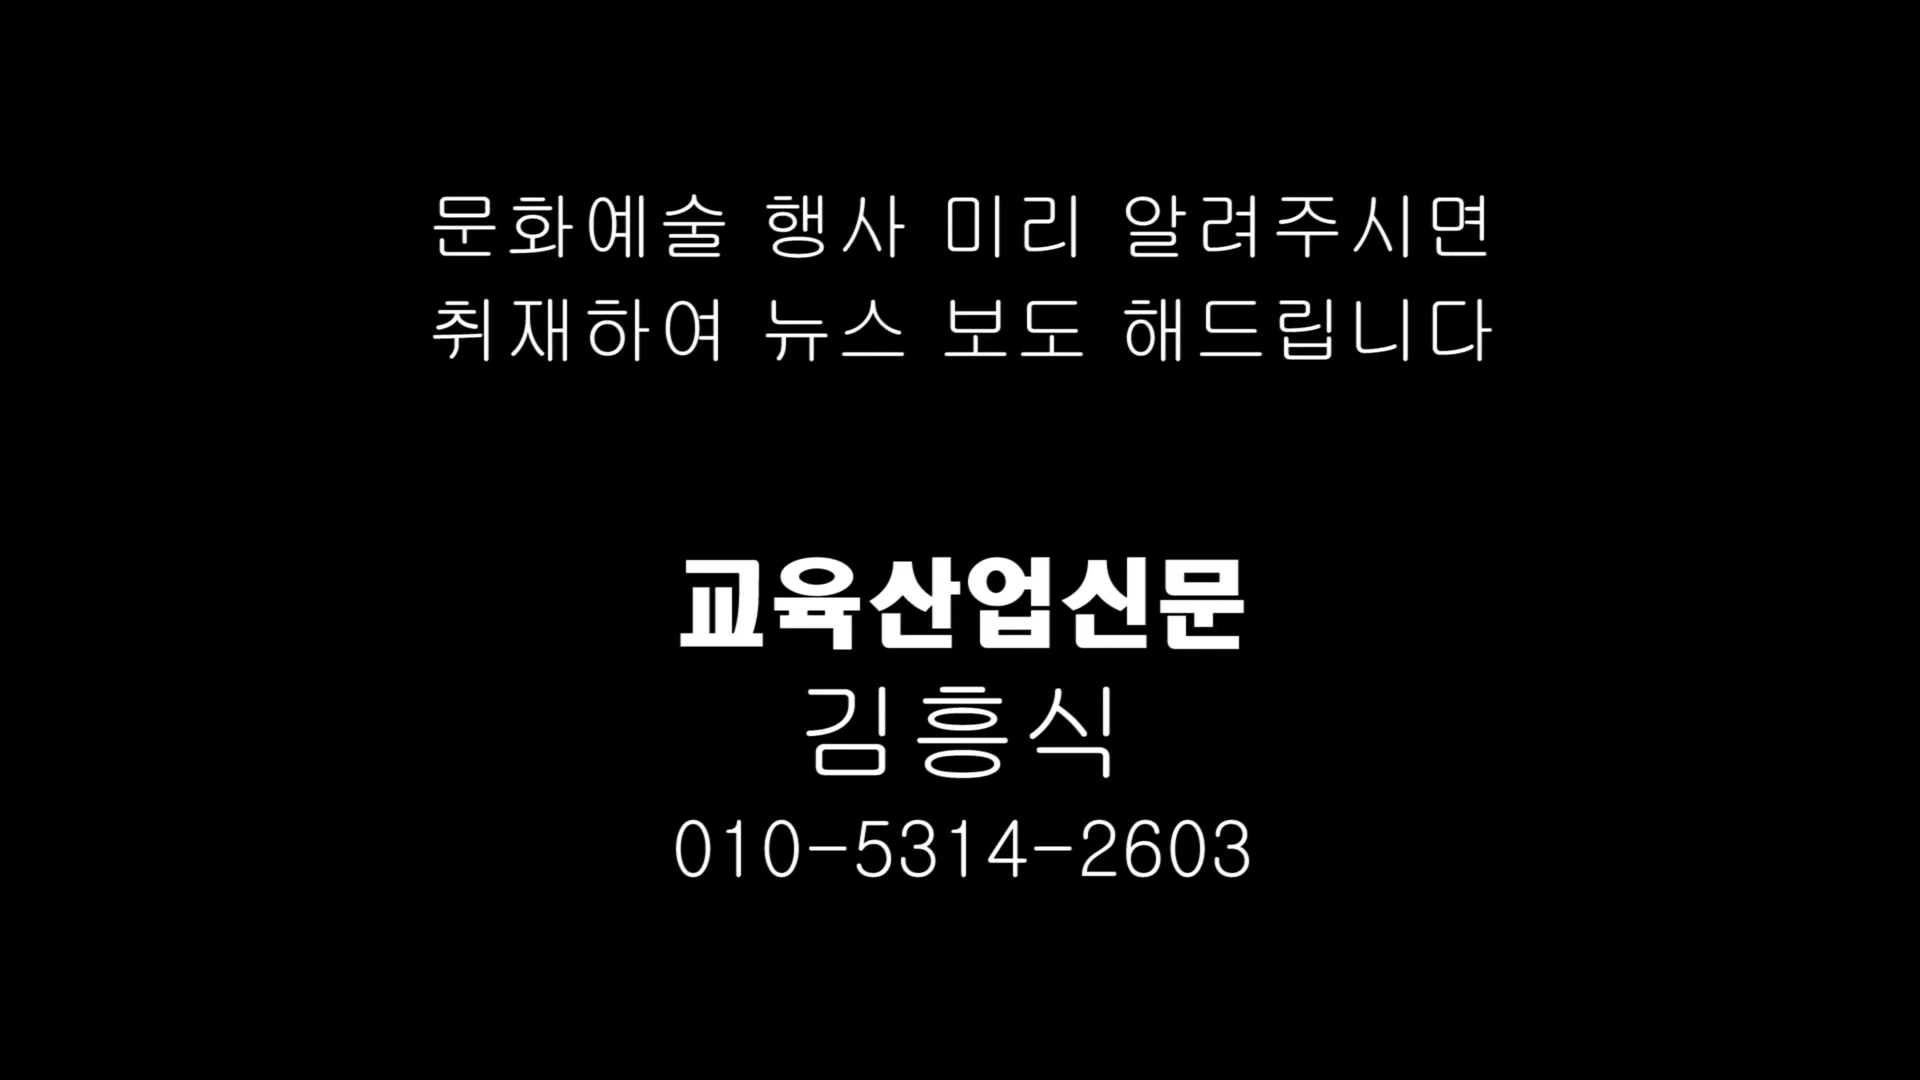 문화예술 행사 미리 알려주시면
취재하여 뉴스 보도 해드립니다
교육산업신문
김흥식
010-5314-2603